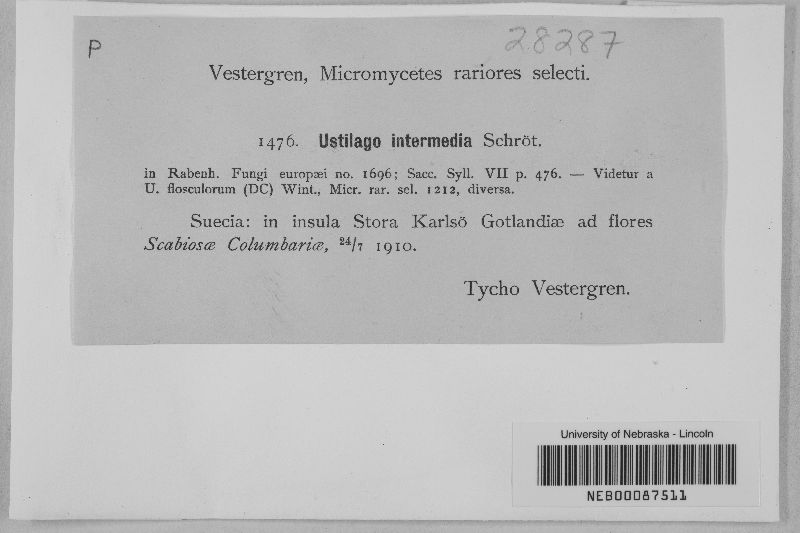 P
28287
Vestergren, Micromycetes rariores selecti.
1476. Ustilago intermedia Schröt.
in Rabenh. Fungi europæi no. 1696; Sacc. Syll. VII p. 476. — Videtur a
U. flosculorum (DC) Wint., Micr. rar. sel. 1212, diversa.
Suecia: in insula Stora Karlsö Gotlandiæ ad flores
Scabiosæ Columbariæ, 24/7 1910.
Tycho Vestergren.
University of Nebraska - Lincoln
NEB00087511